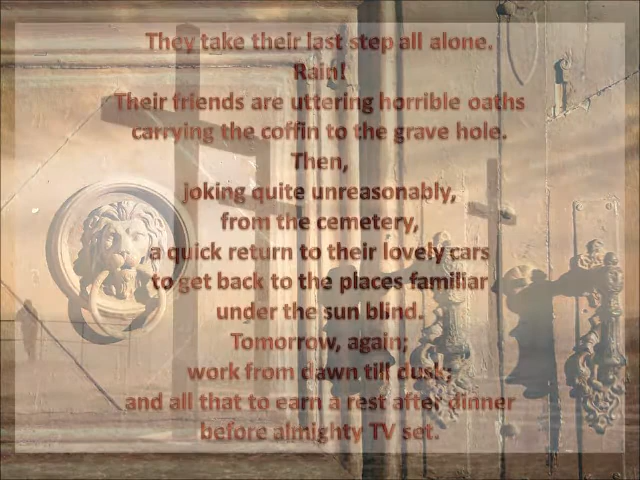 They take their last step all alone.
Rain!
Their friends are uttering horrible oaths
carrying the coffin to the grave hole.
Then,
joking quite unreasonably,
from the cemetery,
a quick return to their lovely cars
to get back to the places familiar
under the sun blind.
Tomorrow, again;
work from dawn till dusk;
and all that to earn a rest after dinner
before almighty TV set.